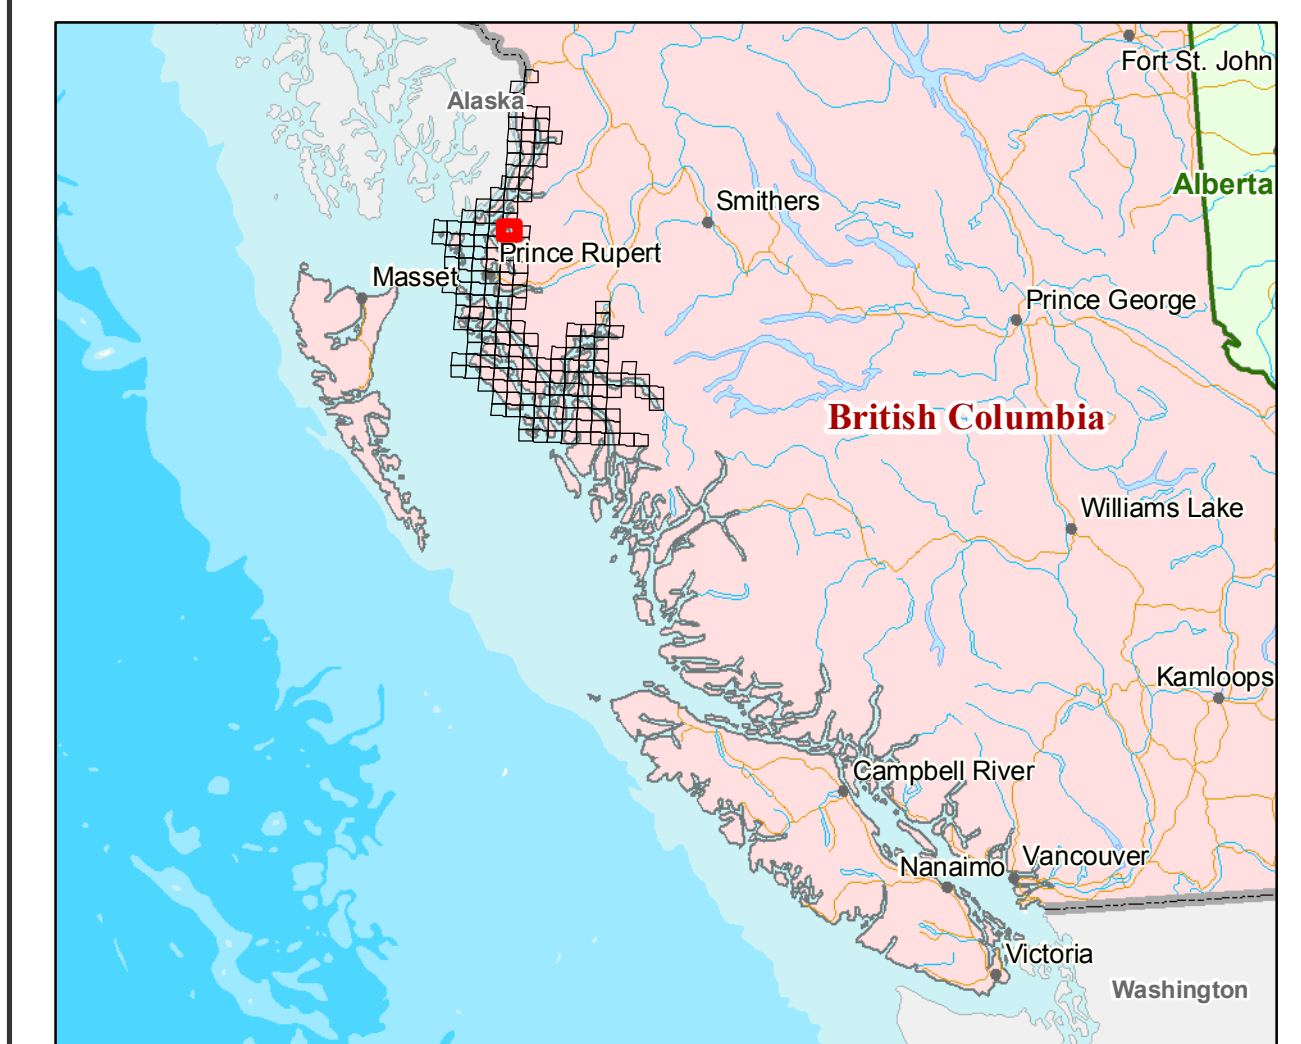 Fort St. John
Alaska
Alberta
Smithers
Prince Rupert
Masset
Prince George
British Columbia
Williams Lake
Kamloops
Campbell River
Vancouver
Nanaimo
Victoria
Washington